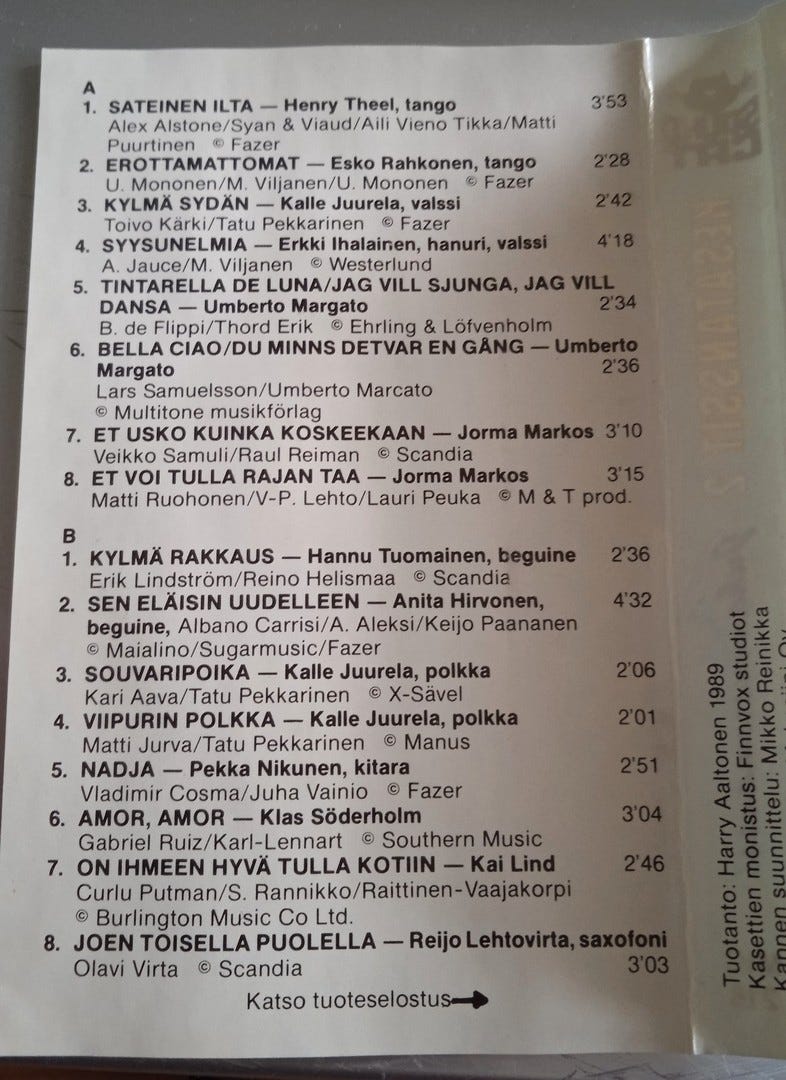 A
1. SATEINEN ILTA — Henry Theel, tango 3'53
Alex Alstone/Syan & Viaud/Aili Vieno Tikka/Matti
Puurtinen © Fazer
2. EROTTAMATTOMAT — Esko Rahkonen, tango 2'28
U. Mononen/M. Viljanen/U. Mononen © Fazer
3. KYLMÄ SYDÄN — Kalle Juurela, valssi 2'42
Toivo Kärki/Tatu Pekkarinen © Fazer
4. SYYSUNELMIA — Erkki Ihalainen, hanuri, valssi 4'18
A. Jauce/M. Viljanen © Westerlund
5. TINTARELLA DE LUNA/JAG VILL SJUNGA, JAG VILL
DANSA — Umberto Margato 2'34
B. de Flippi/Thord Erik © Ehrling & Löfvenholm
6. BELLA CIAO/DU MINNS DETVAR EN GÅNG — Umberto
Margato 2'36
Lars Samuelsson/Umberto Marcato
© Multitone musikförlag
7. ET USKO KUINKA KOSKEEKAAN — Jorma Markos 3'10
Veikko Samuli/Raul Reiman © Scandia
8. ET VOI TULLA RAJAN TAA — Jorma Markos 3'15
Matti Ruohonen/V-P. Lehto/Lauri Peuka © M & T prod.
B
1. KYLMÄ RAKKAUS — Hannu Tuomainen, beguine 2'36
Erik Lindström/Reino Helismaa © Scandia
2. SEN ELÄISIN UUDELLEEN — Anita Hirvonen, 4'32
beguine, Albano Carrisi/A. Aleksi/Keijo Paananen
© Maialino/Sugarmusic/Fazer
3. SOUVARIPOIKA — Kalle Juurela, polkka 2'06
Kari Aava/Tatu Pekkarinen © X-Sävel
4. VIIPURIN POLKKA — Kalle Juurela, polkka 2'01
Matti Jurva/Tatu Pekkarinen © Manus
5. NADJA — Pekka Nikunen, kitara 2'51
Vladimir Cosma/Juha Vainio © Fazer
6. AMOR, AMOR — Klas Söderholm 3'04
Gabriel Ruiz/Karl-Lennart © Southern Music
7. ON IHMEEN HYVÄ TULLA KOTIIN — Kai Lind 2'46
Curlu Putman/S. Rannikko/Raittinen-Vaajakorpi
© Burlington Music Co Ltd.
8. JOEN TOISELLA PUOLELLA — Reijo Lehtovirta, saxofoni
Olavi Virta © Scandia 3'03
Katso tuoteselostus
Tuotanto: Harry Aaltonen 1989
Kasettien monistus: Finnvox studiot
Kannen suunnittelu: Mikko Reinikka